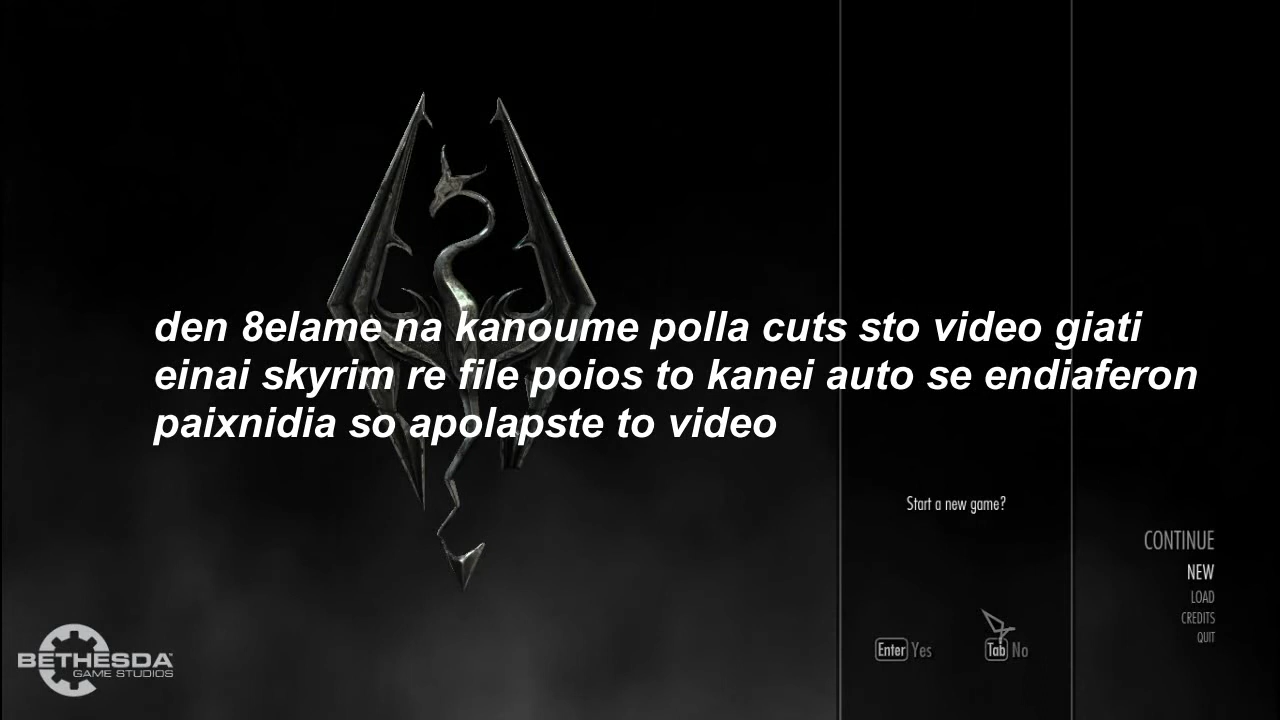 den 8elame na kanoume polla cuts sto video giati
einai skyrim re file poios to kanei auto se endiaferon
paixnidia so apolapste to video
Start a new game?
CONTINUE
NEW
LOAD
CREDITS
QUIT
Enter Yes Tab No
BETHESDA
GAME STUDIOS